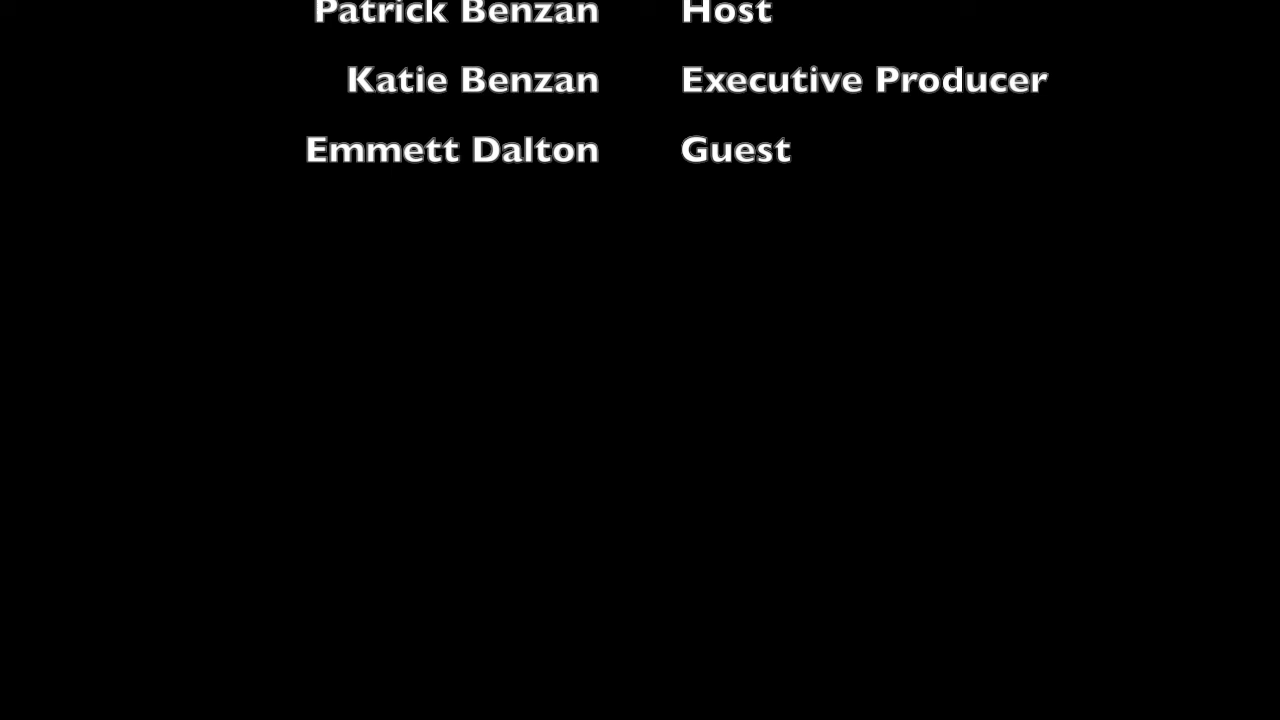 Patrick Benzan Host
Katie Benzan Executive Producer
Emmett Dalton Guest